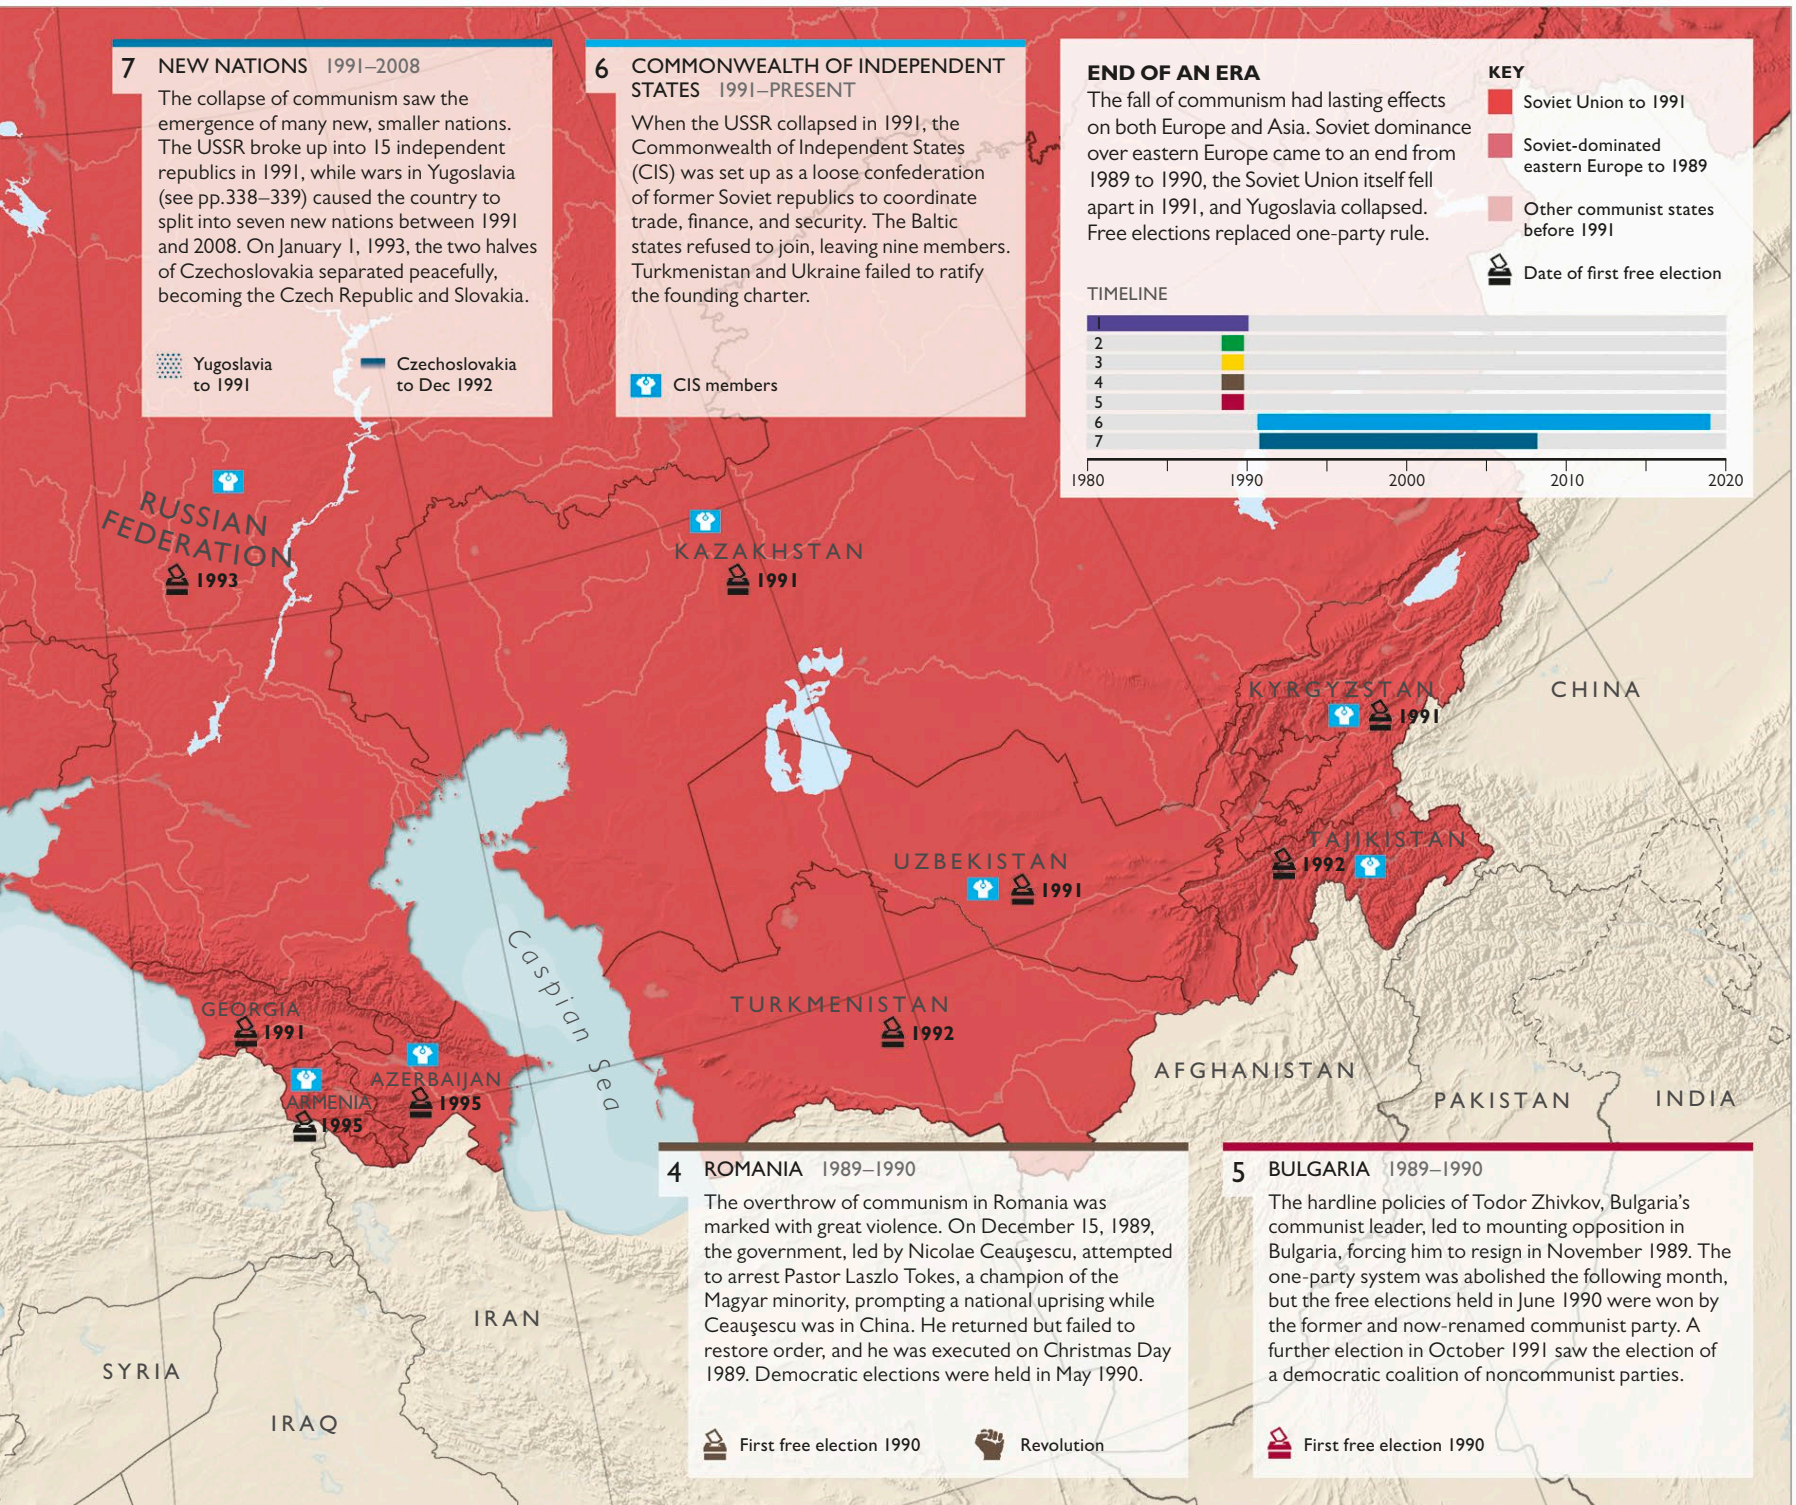 7 NEW NATIONS 1991–2008
The collapse of communism saw the
emergence of many new, smaller nations.
The USSR broke up into 15 independent
republics in 1991, while wars in Yugoslavia
(see pp.338–339) caused the country to
split into seven new nations between 1991
and 2008. On January 1, 1993, the two halves
of Czechoslovakia separated peacefully,
becoming the Czech Republic and Slovakia.
Yugoslavia
to 1991
Czechoslovakia
to Dec 1992
6 COMMONWEALTH OF INDEPENDENT
STATES 1991–PRESENT
When the USSR collapsed in 1991, the
Commonwealth of Independent States
(CIS) was set up as a loose confederation
of former Soviet republics to coordinate
trade, finance, and security. The Baltic
states refused to join, leaving nine members.
Turkmenistan and Ukraine failed to ratify
the founding charter.
CIS members
END OF AN ERA
The fall of communism had lasting effects
on both Europe and Asia. Soviet dominance
over eastern Europe came to an end from
1989 to 1990, the Soviet Union itself fell
apart in 1991, and Yugoslavia collapsed.
Free elections replaced one-party rule.
KEY
Soviet Union to 1991
Soviet-dominated
eastern Europe to 1989
Other communist states
before 1991
Date of first free election
TIMELINE
1
2
3
4
5
6
7
1980 1990 2000 2010 2020
RUSSIAN
FEDERATION
1993
KAZAKHSTAN
1991
KYRGYZSTAN
1991
CHINA
TAJIKISTAN
1992
UZBEKISTAN
1991
Caspian Sea
TURKMENISTAN
1992
GEORGIA
1991
AZERBAIJAN
1995
ARMENIA
1995
AFGHANISTAN
PAKISTAN
INDIA
IRAN
SYRIA
IRAQ
4 ROMANIA 1989–1990
The overthrow of communism in Romania was
marked with great violence. On December 15, 1989,
the government, led by Nicolae Ceauşescu, attempted
to arrest Pastor Laszlo Tokes, a champion of the
Magyar minority, prompting a national uprising while
Ceauşescu was in China. He returned but failed to
restore order, and he was executed on Christmas Day
1989. Democratic elections were held in May 1990.
First free election 1990
Revolution
5 BULGARIA 1989–1990
The hardline policies of Todor Zhivkov, Bulgaria's
communist leader, led to mounting opposition in
Bulgaria, forcing him to resign in November 1989. The
one-party system was abolished the following month,
but the free elections held in June 1990 were won by
the former and now-renamed communist party. A
further election in October 1991 saw the election of
a democratic coalition of noncommunist parties.
First free election 1990